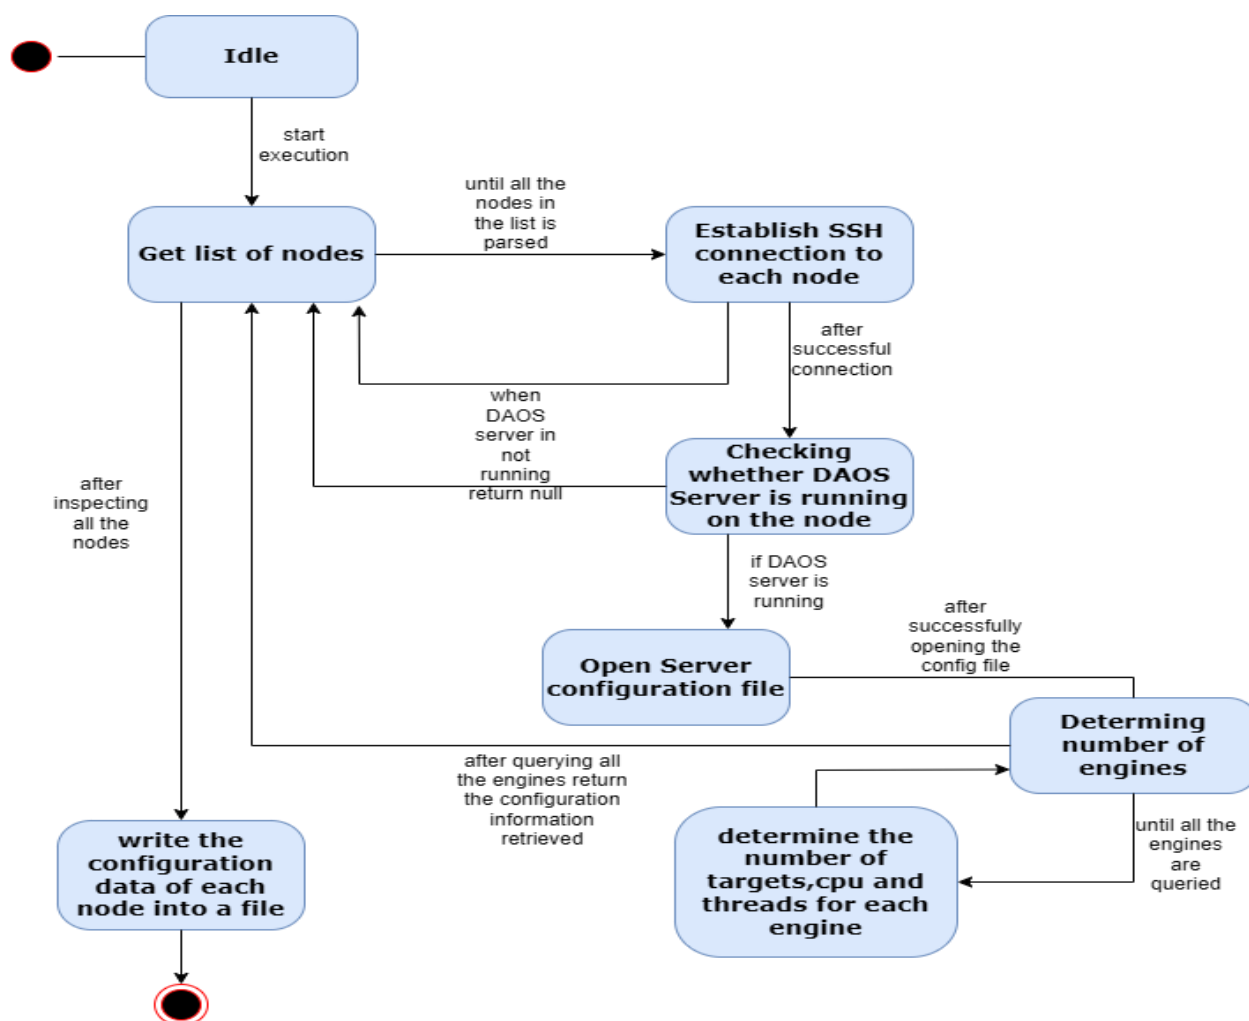 Idle
start
execution
until all the
nodes in
the list is
parsed
Get list of nodes
Establish SSH
connection to
each node
after
successful
connection
when
DAOS
server in
not
running
return null
Checking
whether DAOS
Server is running
on the node
after
inspecting
all the
nodes
if DAOS
server is
running
after
successfully
opening the
config file
Open Server
configuration file
Determing
number of
engines
after querying all
the engines return
the configuration
information
retrieved
write the
configuration
data of each
node into a file
determine the
number of
targets,cpu and
threads for each
engine
until all the
engines
are
queried